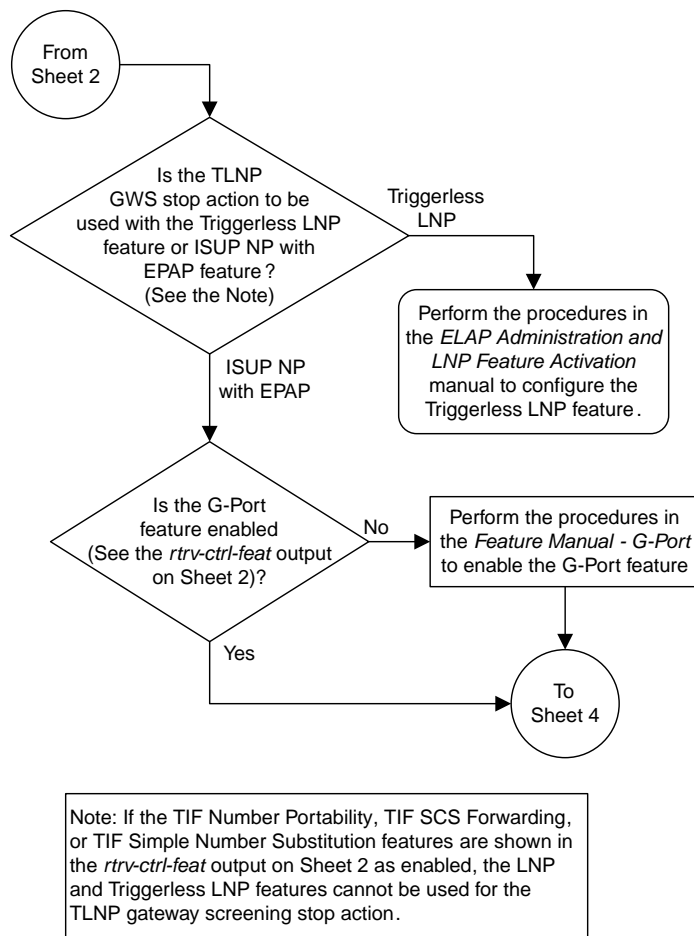 From
Sheet 2
Is the TLNP
GWS stop action to be
used with the Triggerless LNP
feature or ISUP NP with
EPAP feature?
(See the Note)
Triggerless
LNP
Perform the procedures in
the ELAP Administration and
LNP Feature Activation
manual to configure the
Triggerless LNP feature.
ISUP NP
with EPAP
Is the G-Port
feature enabled
(See the rtrv-ctrl-feat output
on Sheet 2)?
No
Perform the procedures in
the Feature Manual - G-Port
to enable the G-Port feature
Yes
To
Sheet 4
Note: If the TIF Number Portability, TIF SCS Forwarding,
or TIF Simple Number Substitution features are shown in
the rtrv-ctrl-feat output on Sheet 2 as enabled, the LNP
and Triggerless LNP features cannot be used for the
TLNP gateway screening stop action.